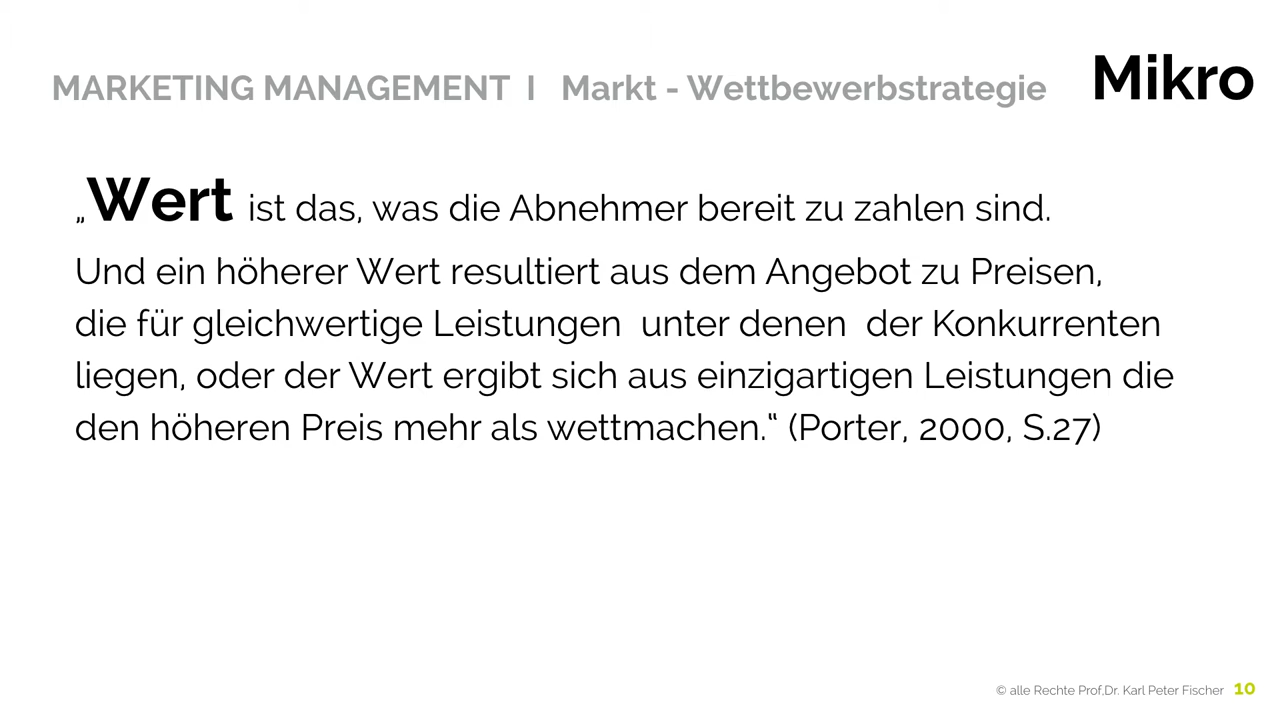 MARKETING MANAGEMENT I Markt - Wettbewerbstrategie Mikro
„Wert ist das, was die Abnehmer bereit zu zahlen sind.
Und ein höherer Wert resultiert aus dem Angebot zu Preisen,
die für gleichwertige Leistungen unter denen der Konkurrenten
liegen, oder der Wert ergibt sich aus einzigartigen Leistungen die
den höheren Preis mehr als wettmachen.“ (Porter, 2000, S.27)
© alle Rechte Prof.Dr. Karl Peter Fischer 10